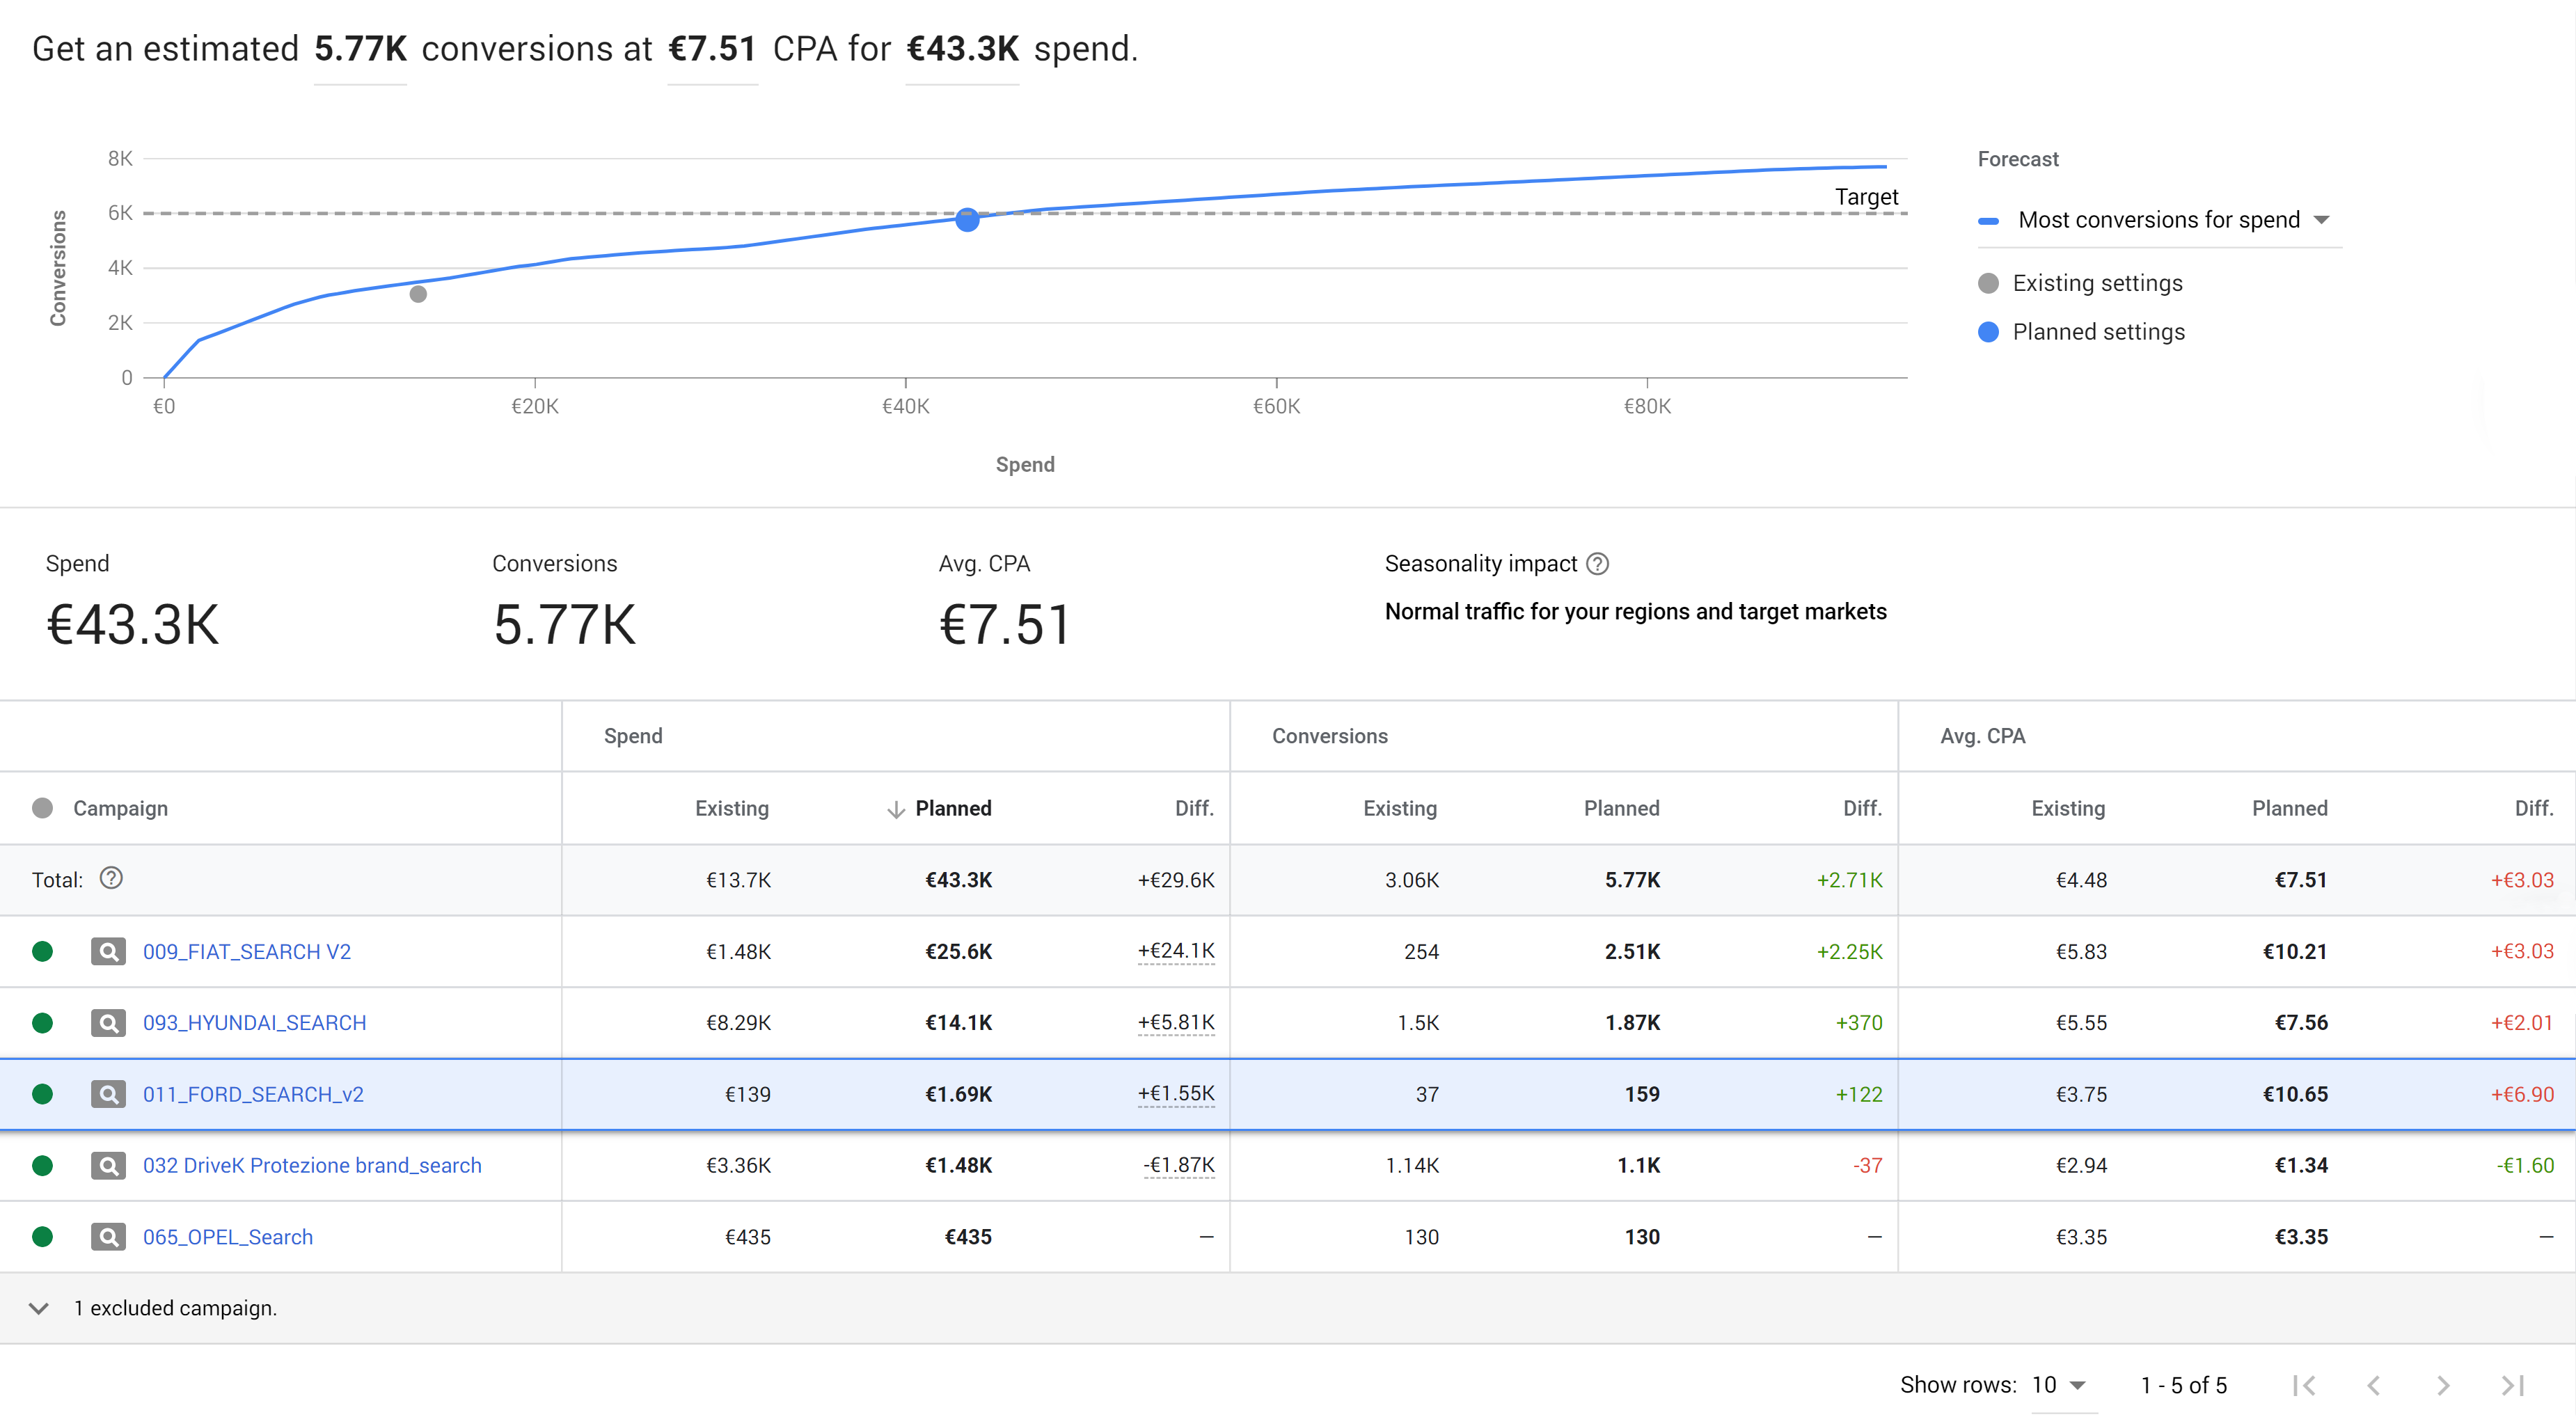 Get an estimated 5.77K conversions at €7.51 CPA for €43.3K spend.
8K
6K
4K
2K
0
Conversions
Target
€0 €20K €40K €60K €80K
Spend
Forecast
Most conversions for spend
Existing settings
Planned settings
Spend Conversions Avg. CPA Seasonality impact ?
€43.3K 5.77K €7.51 Normal traffic for your regions and target markets
Spend Conversions Avg. CPA
Campaign Existing Planned Diff. Existing Planned Diff. Existing Planned Diff.
Total: ? €13.7K €43.3K +€29.6K 3.06K 5.77K +2.71K €4.48 €7.51 +€3.03
009_FIAT_SEARCH V2 €1.48K €25.6K +€24.1K 254 2.51K +2.25K €5.83 €10.21 +€3.03
093_HYUNDAI_SEARCH €8.29K €14.1K +€5.81K 1.5K 1.87K +370 €5.55 €7.56 +€2.01
011_FORD_SEARCH_v2 €139 €1.69K +€1.55K 37 159 +122 €3.75 €10.65 +€6.90
032 DriveK Protezione brand_search €3.36K €1.48K -€1.87K 1.14K 1.1K -37 €2.94 €1.34 -€1.60
065_OPEL_Search €435 €435 — 130 130 — €3.35 €3.35 —
1 excluded campaign.
Show rows: 10 1 - 5 of 5